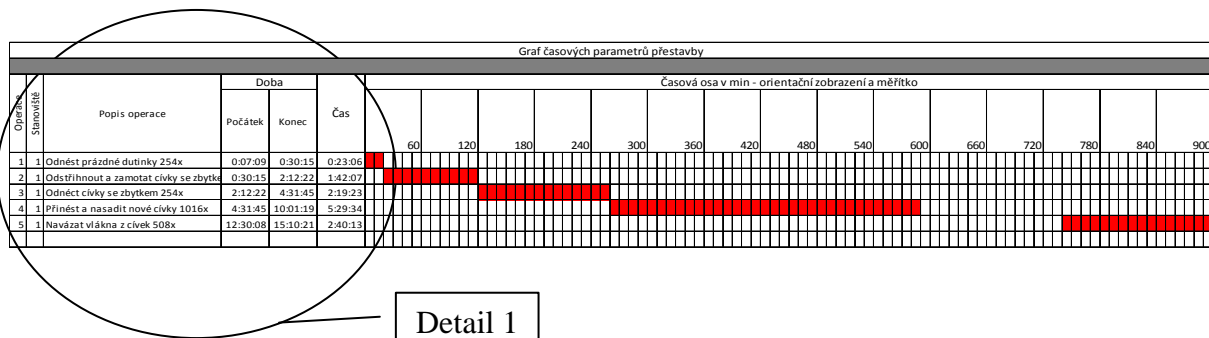 Graf časových parametrů přestavby
Operace Stanoviště Popis operace Doba Čas Časová osa v min - orientační zobrazení a měřítko
Počátek Konec
60 120 180 240 300 360 420 480 540 600 660 720 780 840 900
1 1 Odnést prázdné dutinky 254x 0:07:09 0:30:15 0:23:06
2 1 Odstřihnout a zamotat cívky se zbytke 0:30:15 2:12:22 1:42:07
3 1 Odnéct cívky se zbytkem 254x 2:12:22 4:31:45 2:19:23
4 1 Přinést a nasadit nové cívky 1016x 4:31:45 10:01:19 5:29:34
5 1 Navázat vlákna z cívek 508x 12:30:08 15:10:21 2:40:13
Detail 1